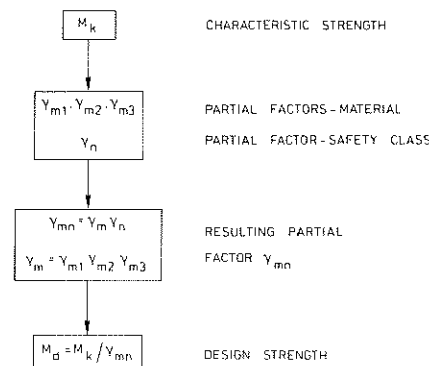 M_k CHARACTERISTIC STRENGTH
γ_m1 . γ_m2 . γ_m3 PARTIAL FACTORS - MATERIAL
γ_n PARTIAL FACTOR - SAFETY CLASS
γ_mn = γ_m γ_n RESULTING PARTIAL
γ_m = γ_m1 γ_m2 γ_m3 FACTOR γ_mn
M_d = M_k / γ_mn DESIGN STRENGTH